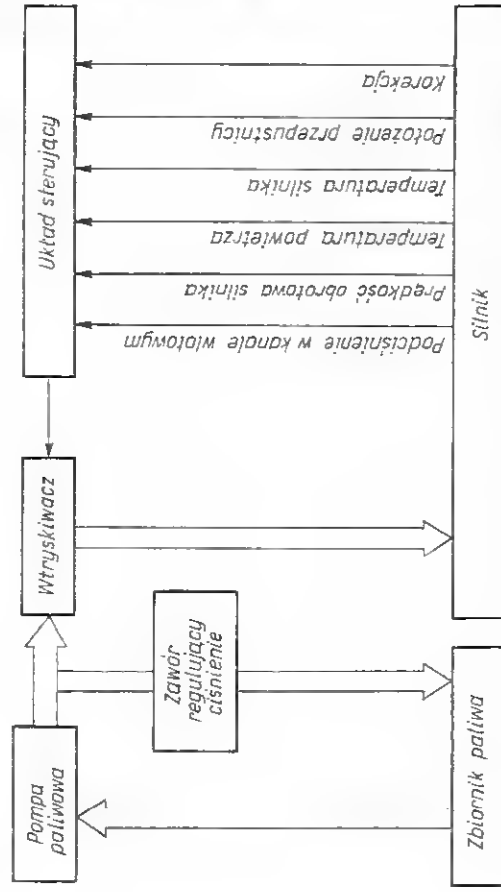 Pompa
paliwowa
Wtryskiwacz
Układ sterujący
Zawór
regulujący
ciśnienie
Podciśnienie w kanale wlotowym
Prędkość obrotowa silnika
Temperatura powietrza
Temperatura silnika
Położenie przepustnicy
Korekcja
Zbiornik paliwa
Silnik